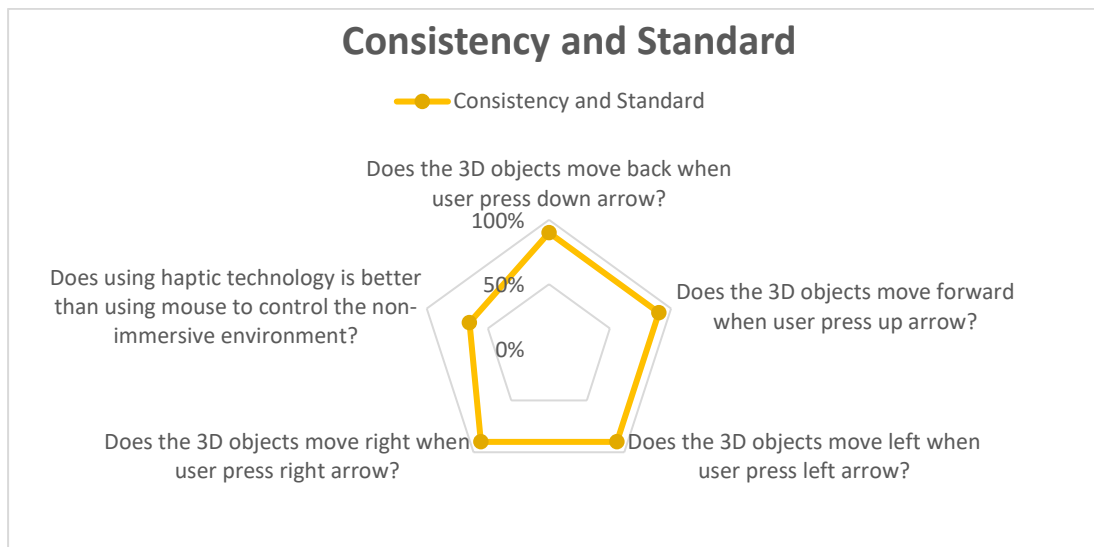 Consistency and Standard
Consistency and Standard
Does the 3D objects move back when
user press down arrow?
100%
Does using haptic technology is better
than using mouse to control the non-
immersive environment?
50%
Does the 3D objects move forward
when user press up arrow?
0%
Does the 3D objects move right when
user press right arrow?
Does the 3D objects move left when
user press left arrow?